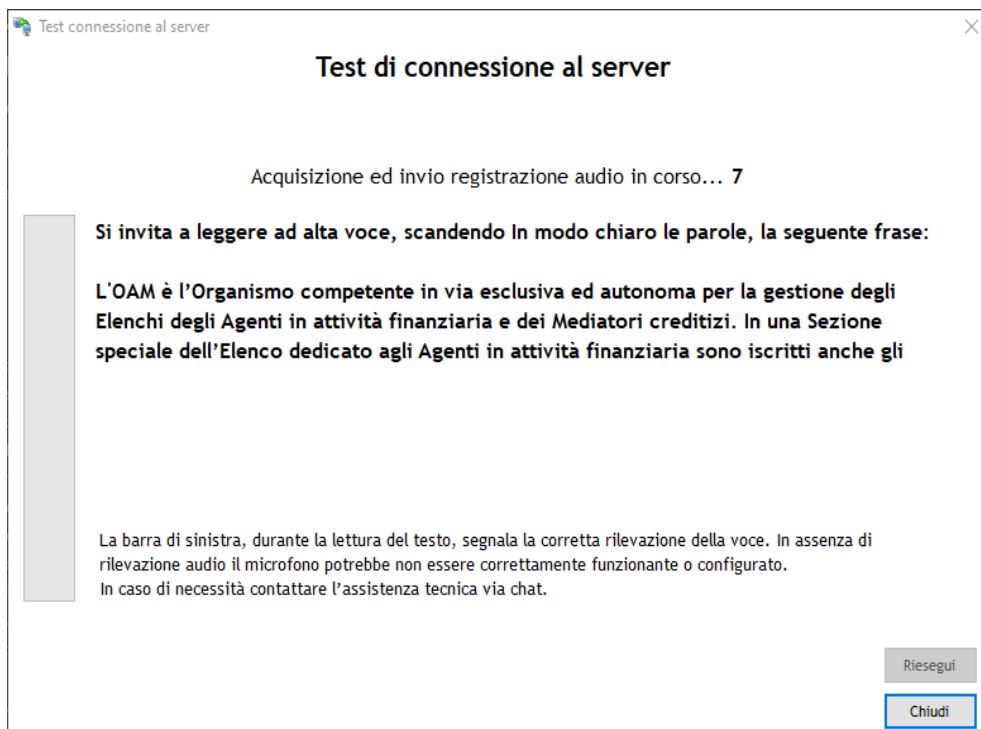 Test connessione al server
Test di connessione al server
Acquisizione ed invio registrazione audio in corso... 7
Si invita a leggere ad alta voce, scandendo In modo chiaro le parole, la seguente frase:
L'OAM è l’Organismo competente in via esclusiva ed autonoma per la gestione degli
Elenchi degli Agenti in attività finanziaria e dei Mediatori creditizi. In una Sezione
speciale dell’Elenco dedicato agli Agenti in attività finanziaria sono iscritti anche gli
La barra di sinistra, durante la lettura del testo, segnala la corretta rilevazione della voce. In assenza di
rilevazione audio il microfono potrebbe non essere correttamente funzionante o configurato.
In caso di necessità contattare l’assistenza tecnica via chat.
Riesegui
Chiudi